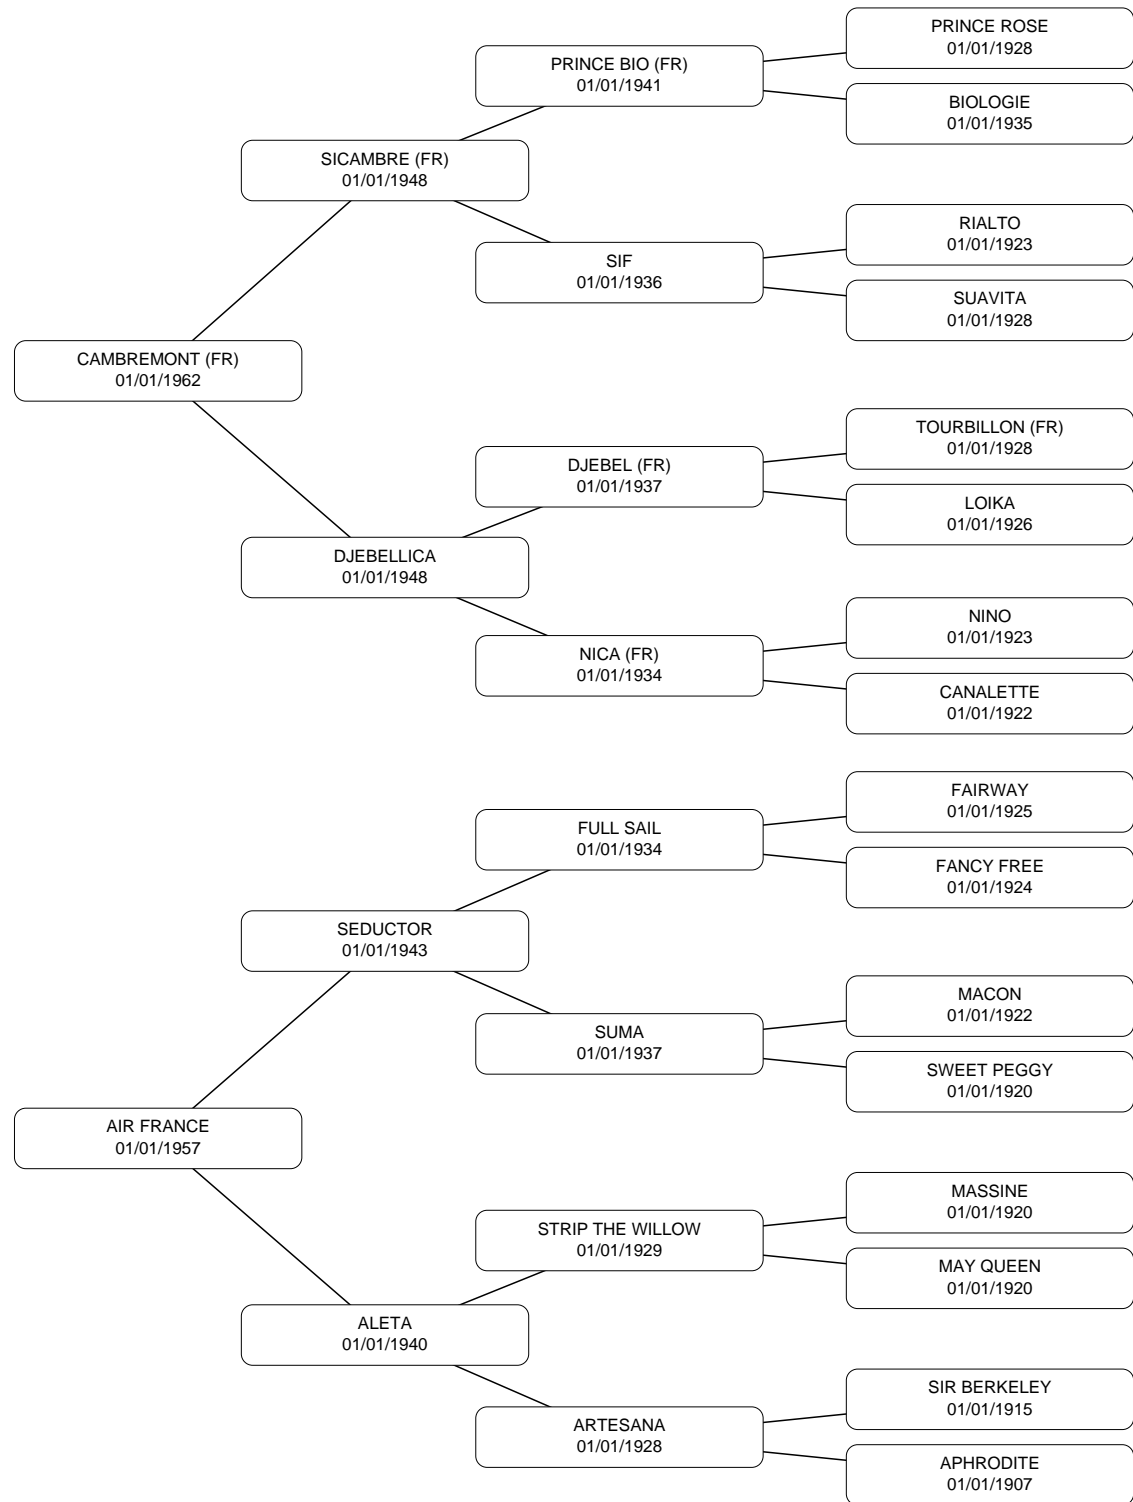 PRINCE ROSE
01/01/1928
PRINCE BIO (FR)
01/01/1941
BIOLOGIE
01/01/1935
SICAMBRE (FR)
01/01/1948
RIALTO
01/01/1923
SIF
01/01/1936
SUAVITA
01/01/1928
CAMBREMONT (FR)
01/01/1962
TOURBILLON (FR)
01/01/1928
DJEBEL (FR)
01/01/1937
LOIKA
01/01/1926
DJEBELLICA
01/01/1948
NINO
01/01/1923
NICA (FR)
01/01/1934
CANALETTE
01/01/1922
FAIRWAY
01/01/1925
FULL SAIL
01/01/1934
FANCY FREE
01/01/1924
SEDUCTOR
01/01/1943
MACON
01/01/1922
SUMA
01/01/1937
SWEET PEGGY
01/01/1920
AIR FRANCE
01/01/1957
MASSINE
01/01/1920
STRIP THE WILLOW
01/01/1929
MAY QUEEN
01/01/1920
ALETA
01/01/1940
SIR BERKELEY
01/01/1915
ARTESANA
01/01/1928
APHRODITE
01/01/1907